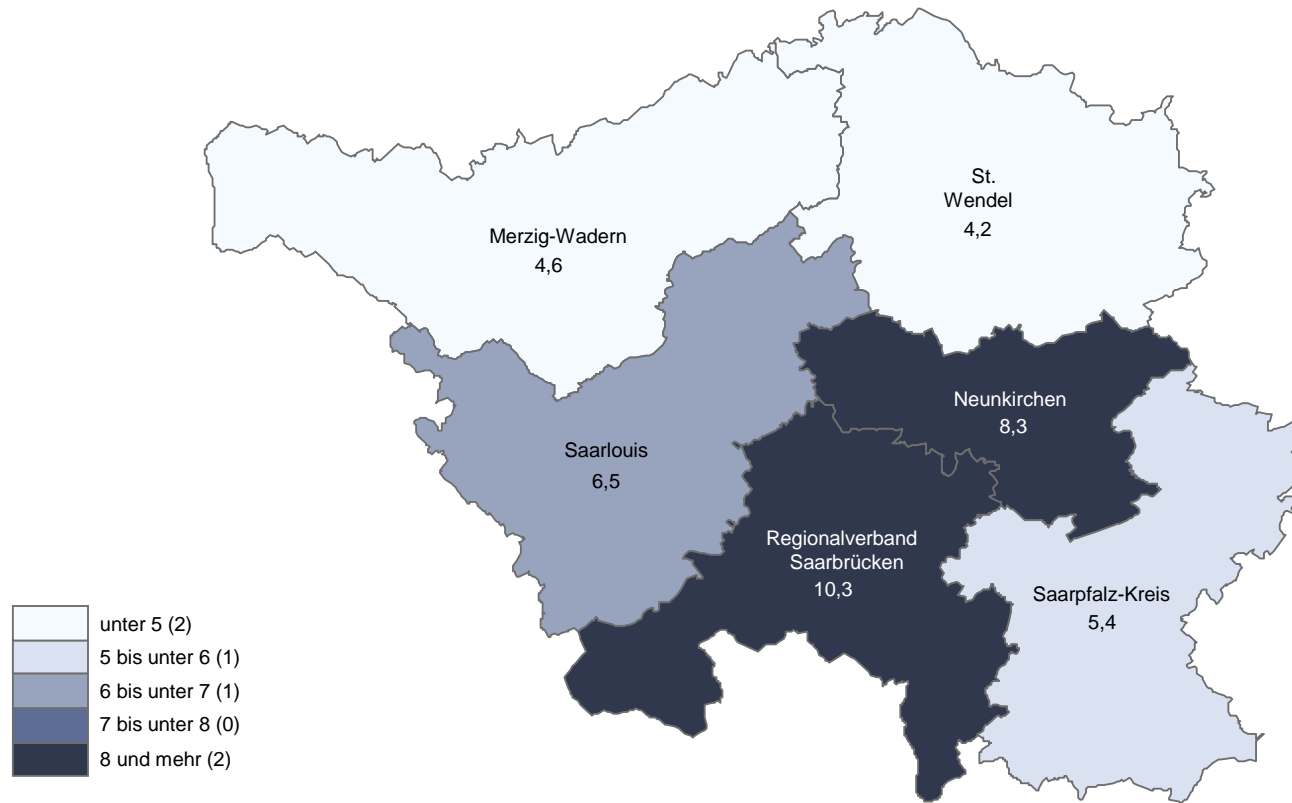 St.
Wendel
4,2
Merzig-Wadern
4,6
Neunkirchen
8,3
Saarlouis
6,5
Regionalverband
Saarbrücken
10,3
Saarpfalz-Kreis
5,4
unter 5 (2)
5 bis unter 6 (1)
6 bis unter 7 (1)
7 bis unter 8 (0)
8 und mehr (2)